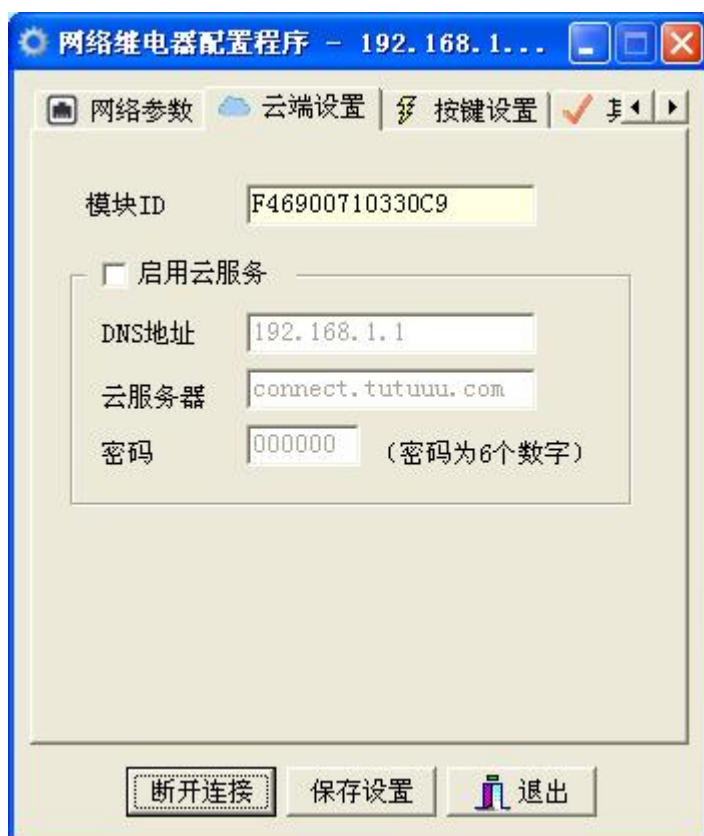 网络继电器配置程序 - 192.168.1...
网络参数 云端设置 按键设置
模块ID F46900710330C9
启用云服务
DNS地址 192.168.1.1
云服务器 connect.tutuuu.com
密码 000000 (密码为6个数字)
断开连接 保存设置 退出